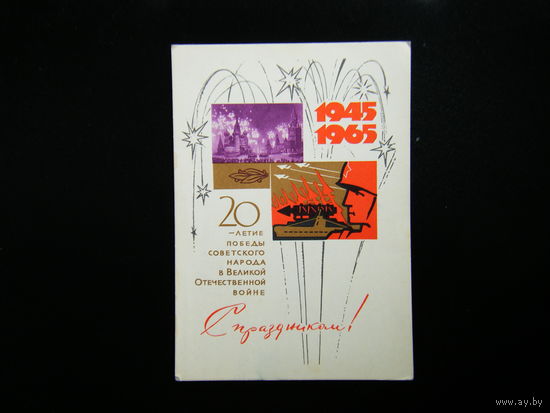 1945
1965
20
-ЛЕТИЕ
ПОБЕДЫ
СОВЕТСКОГО
НАРОДА
В ВЕЛИКОЙ
ОТЕЧЕСТВЕННОЙ
ВОЙНЕ
С праздником!
www.ay.by